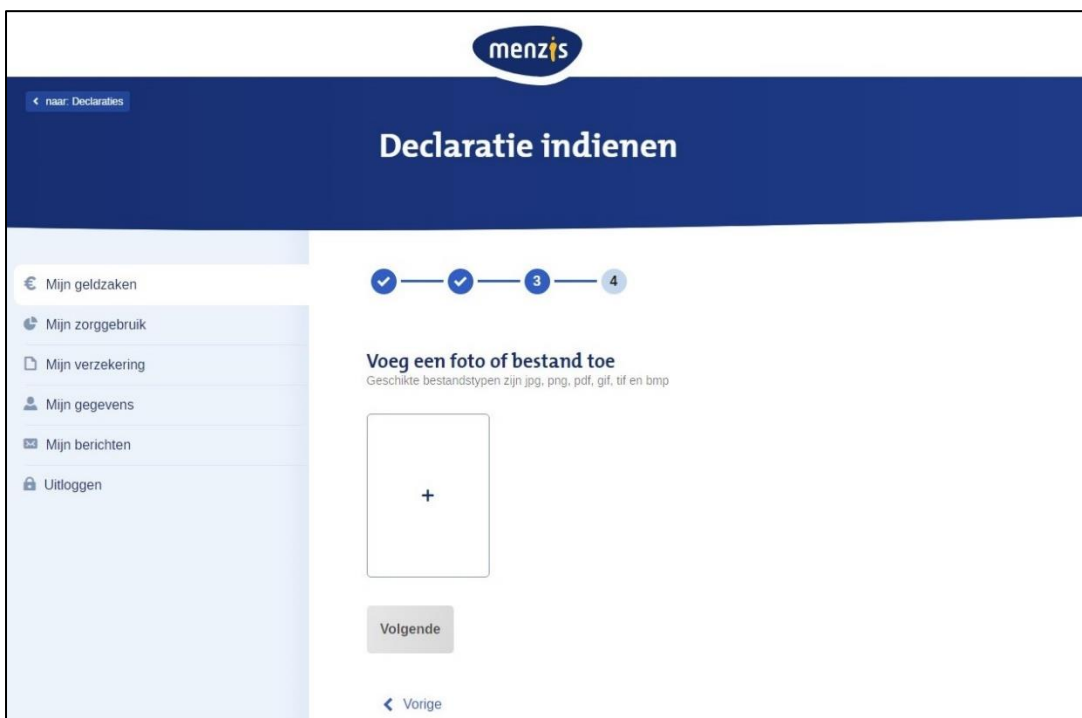 menzis
naar: Declaraties
Declaratie indienen
Mijn geldzaken
Mijn zorggebruik
Mijn verzekering
Mijn gegevens
Mijn berichten
Uitloggen
3
4
Voeg een foto of bestand toe
Geschikte bestandstypen zijn jpg, png, pdf, gif, tif en bmp
+
Volgende
Vorige